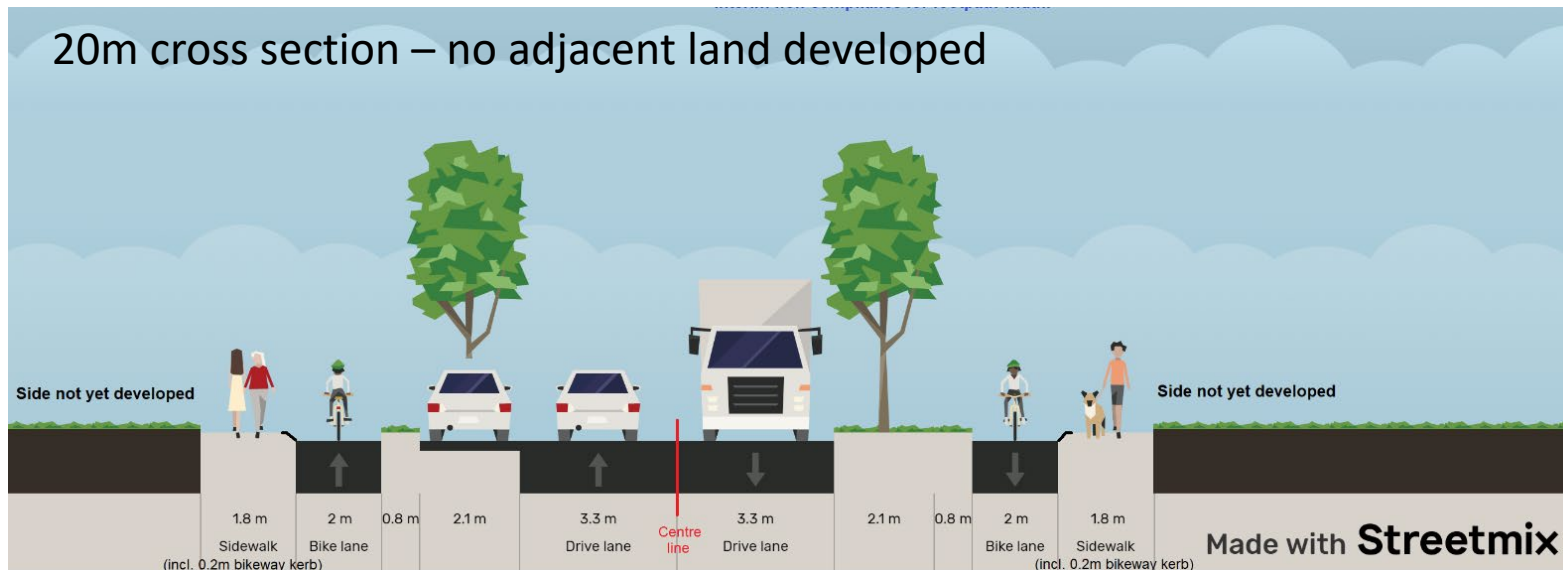 20m cross section – no adjacent land developed
Side not yet developed
Side not yet developed
1.8 m
2 m
0.8 m
2.1 m
3.3 m
3.3 m
2.1 m
0.8 m
2 m
1.8 m
Sidewalk
(incl. 0.2m bikeway kerb)
Bike lane
Drive lane
Centre
line
Drive lane
Bike lane
Sidewalk
(incl. 0.2m bikeway kerb)
Made with Streetmix